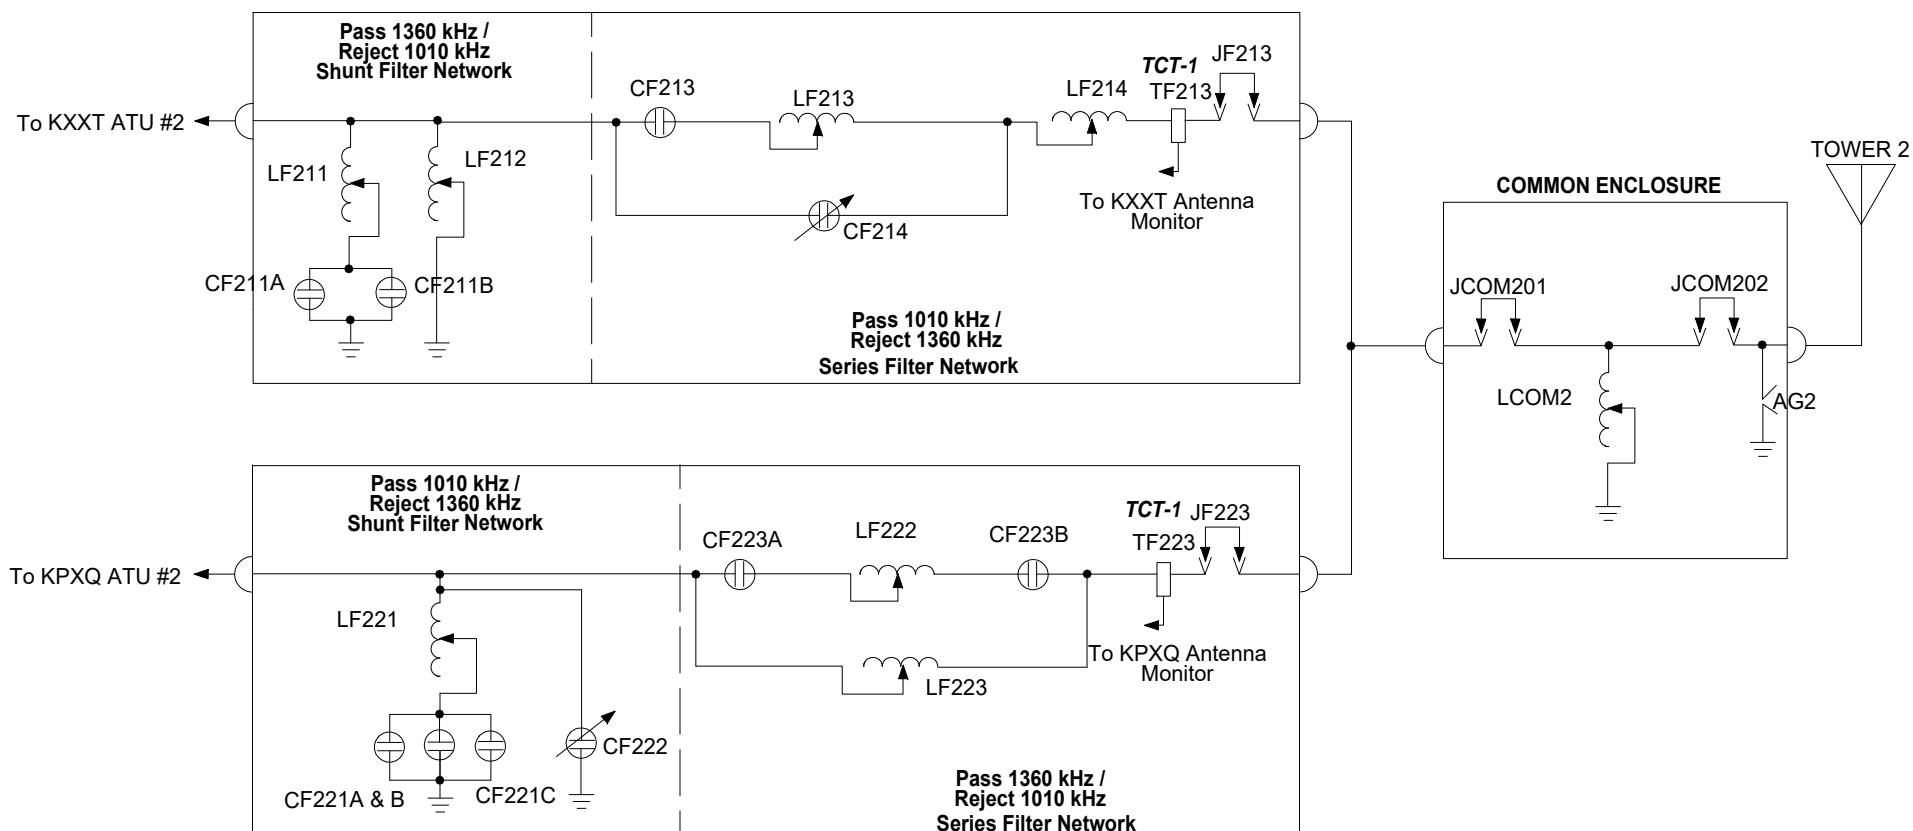 Pass 1360 kHz /
Reject 1010 kHz
Shunt Filter Network
To KXXT ATU #2
LF211
LF212
CF211A
CF211B
CF213
LF213
CF214
LF214
TCT-1
TF213
JF213
To KXXT Antenna
Monitor
Pass 1010 kHz /
Reject 1360 kHz
Series Filter Network
COMMON ENCLOSURE
TOWER 2
JCOM201
JCOM202
LCOM2
AG2
Pass 1010 kHz /
Reject 1360 kHz
Shunt Filter Network
To KPXQ ATU #2
LF221
CF221A & B
CF221C
CF222
CF223A
LF222
CF223B
LF223
TCT-1
TF223
JF223
To KPXQ Antenna
Monitor
Pass 1360 kHz /
Reject 1010 kHz
Series Filter Network